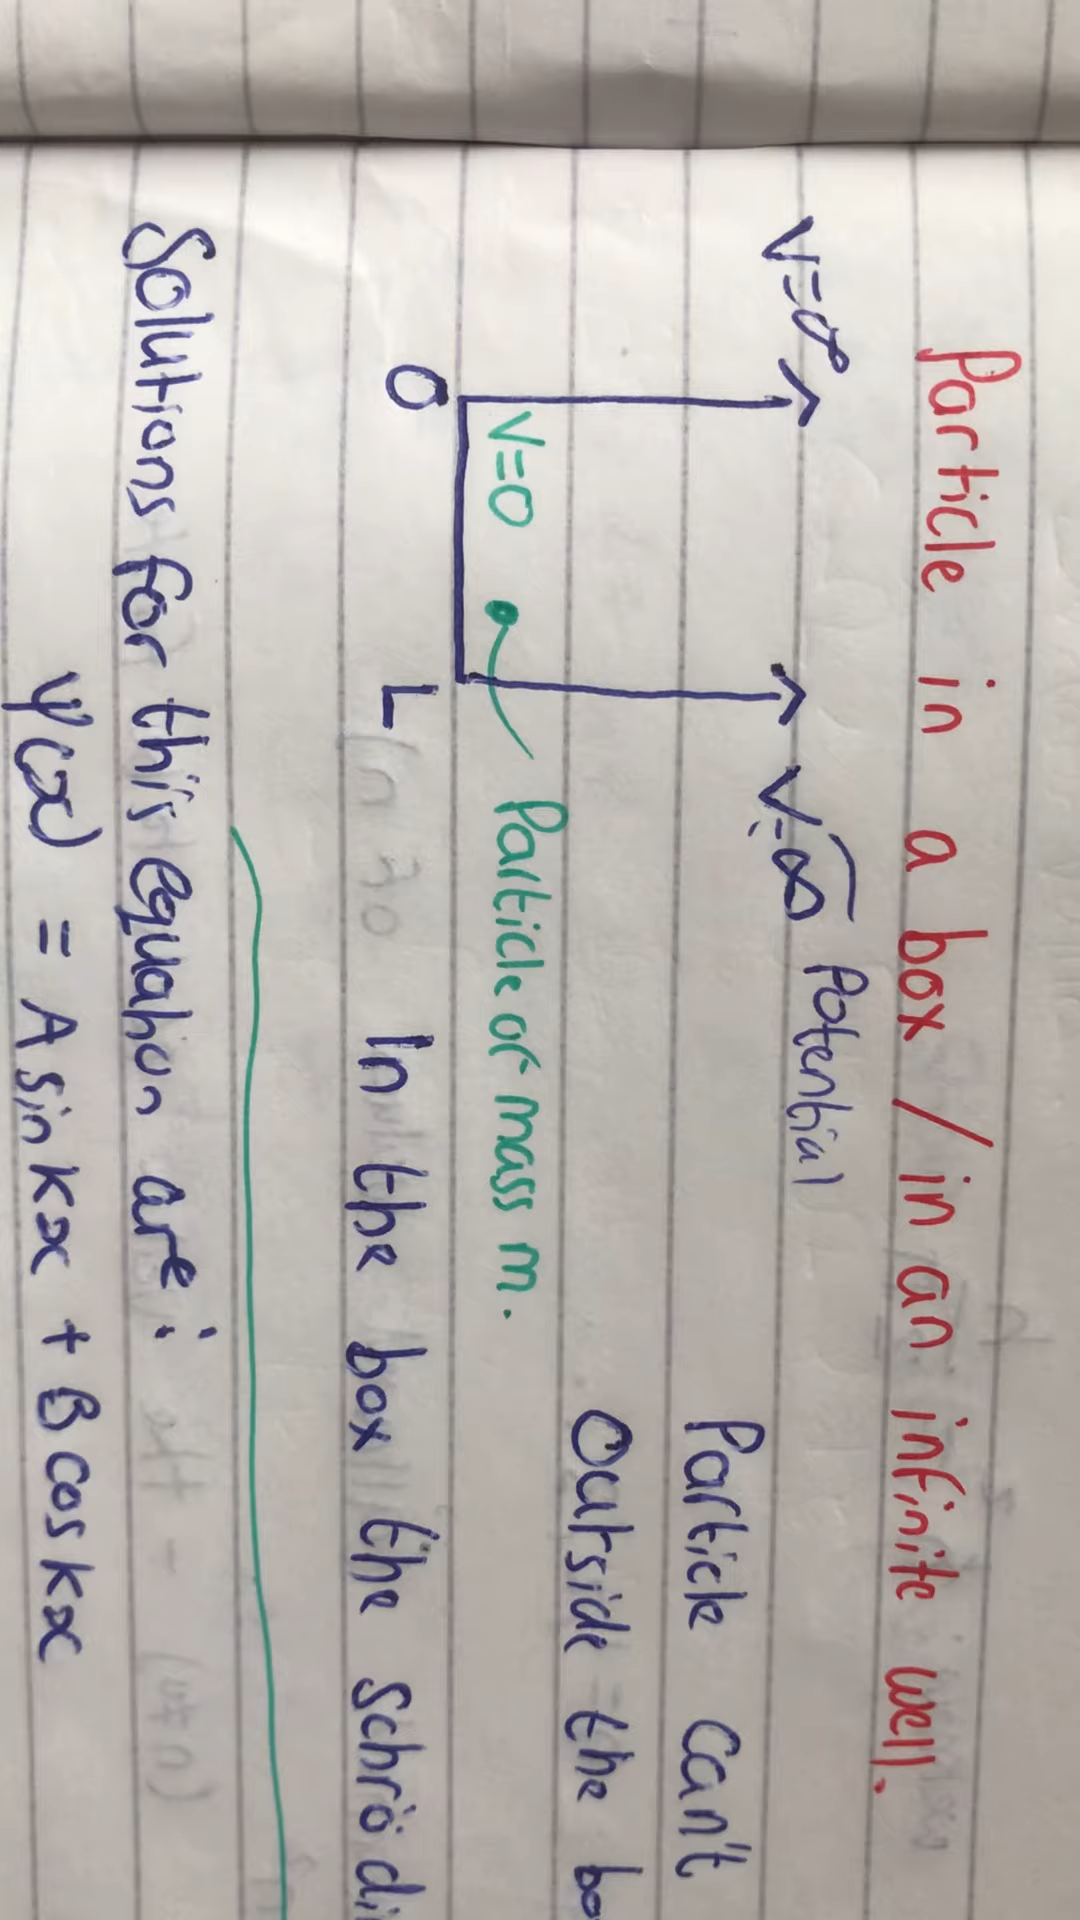 Particle in a box / in an infinite well.
V=∞ V=∞ Potential
Particle can't
Outside the
V=0 Particle of mass m.
O L In the box the
Solutions for this equation are:
ψ(x) = A sin kx + B cos kx